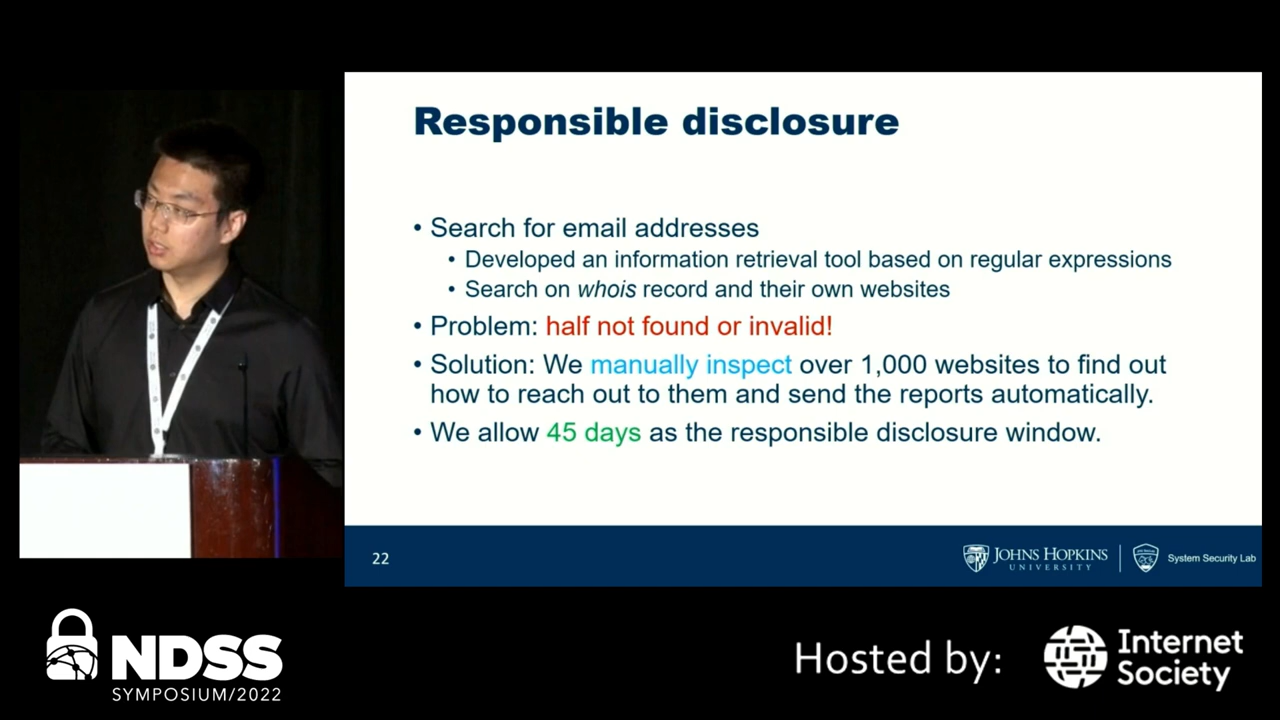 Responsible disclosure
• Search for email addresses
• Developed an information retrieval tool based on regular expressions
• Search on whois record and their own websites
• Problem: half not found or invalid!
• Solution: We manually inspect over 1,000 websites to find out
how to reach out to them and send the reports automatically.
• We allow 45 days as the responsible disclosure window.
22
JOHNS HOPKINS
UNIVERSITY
System Security Lab
NDSS
SYMPOSIUM/2022
Hosted by:
Internet
Society